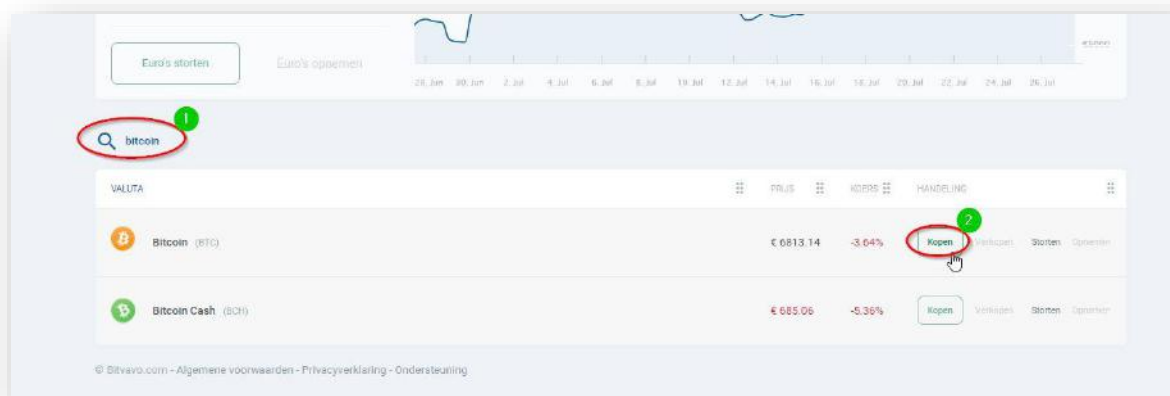 Euro's storten Euro's opnemen
28. Jun 30. Jun 2. Jul 4. Jul 6. Jul 8. Jul 10. Jul 12. Jul 14. Jul 16. Jul 18. Jul 20. Jul 22. Jul 24. Jul 26. Jul
1
bitcoin
VALUTA PRIJS KOERS HANDELING
2
Bitcoin (BTC) € 6813.14 -3.64% Kopen Verkopen Storten Opnemen
Bitcoin Cash (BCH) € 685.06 -5.36% Kopen Verkopen Storten Opnemen
© Bitvavo.com - Algemene voorwaarden - Privacyverklaring - Ondersteuning